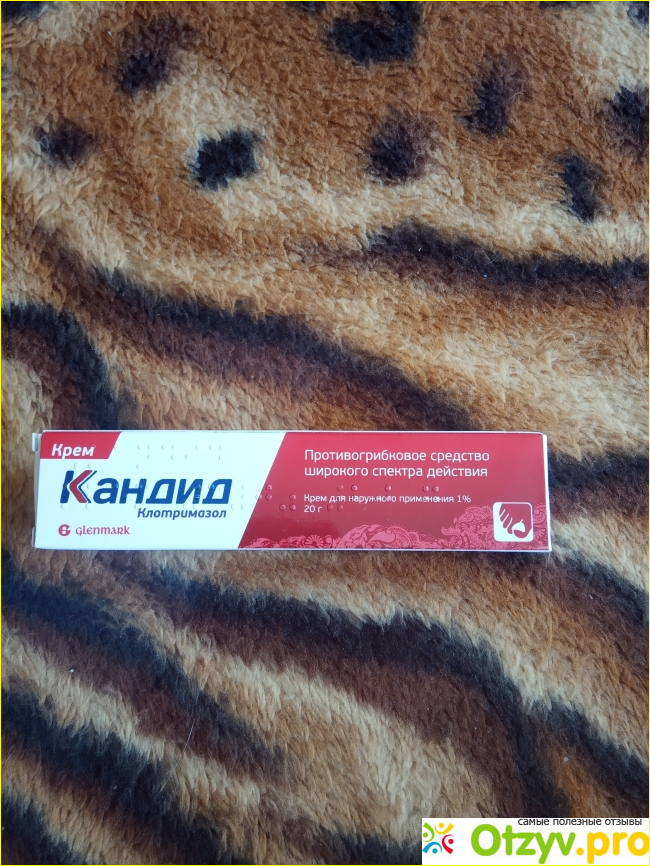 Крем
Кандид
Клотримазол
GLENMARK
Противогрибковое средство
широкого спектра действия
Крем для наружного применения 1%
20 г
самые полезные отзывы
Otzyv.pro